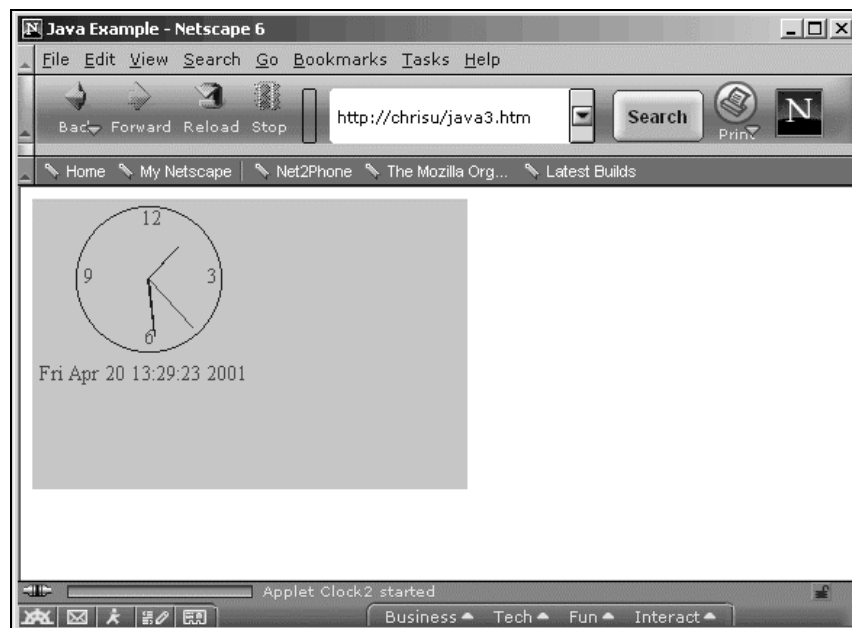 N Java Example - Netscape 6
File Edit View Search Go Bookmarks Tasks Help
Back Forward Reload Stop
http://chrisu/java3.htm
Search
Print
N
Home My Netscape Net2Phone The Mozilla Org... Latest Builds
12
9 3
6
Fri Apr 20 13:29:23 2001
Applet Clock2 started
Business Tech Fun Interact